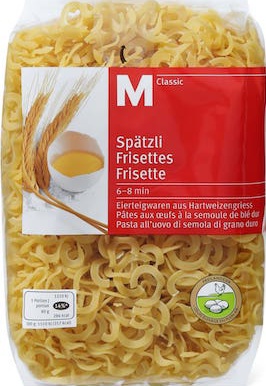 M
Classic
Spätzli
Frisettes
Frisette
6–8 min
Eierteigwaren aus Hartweizengriess
Pâtes aux œufs à la semoule de blé dur
Pasta all'uovo di semola di grano duro